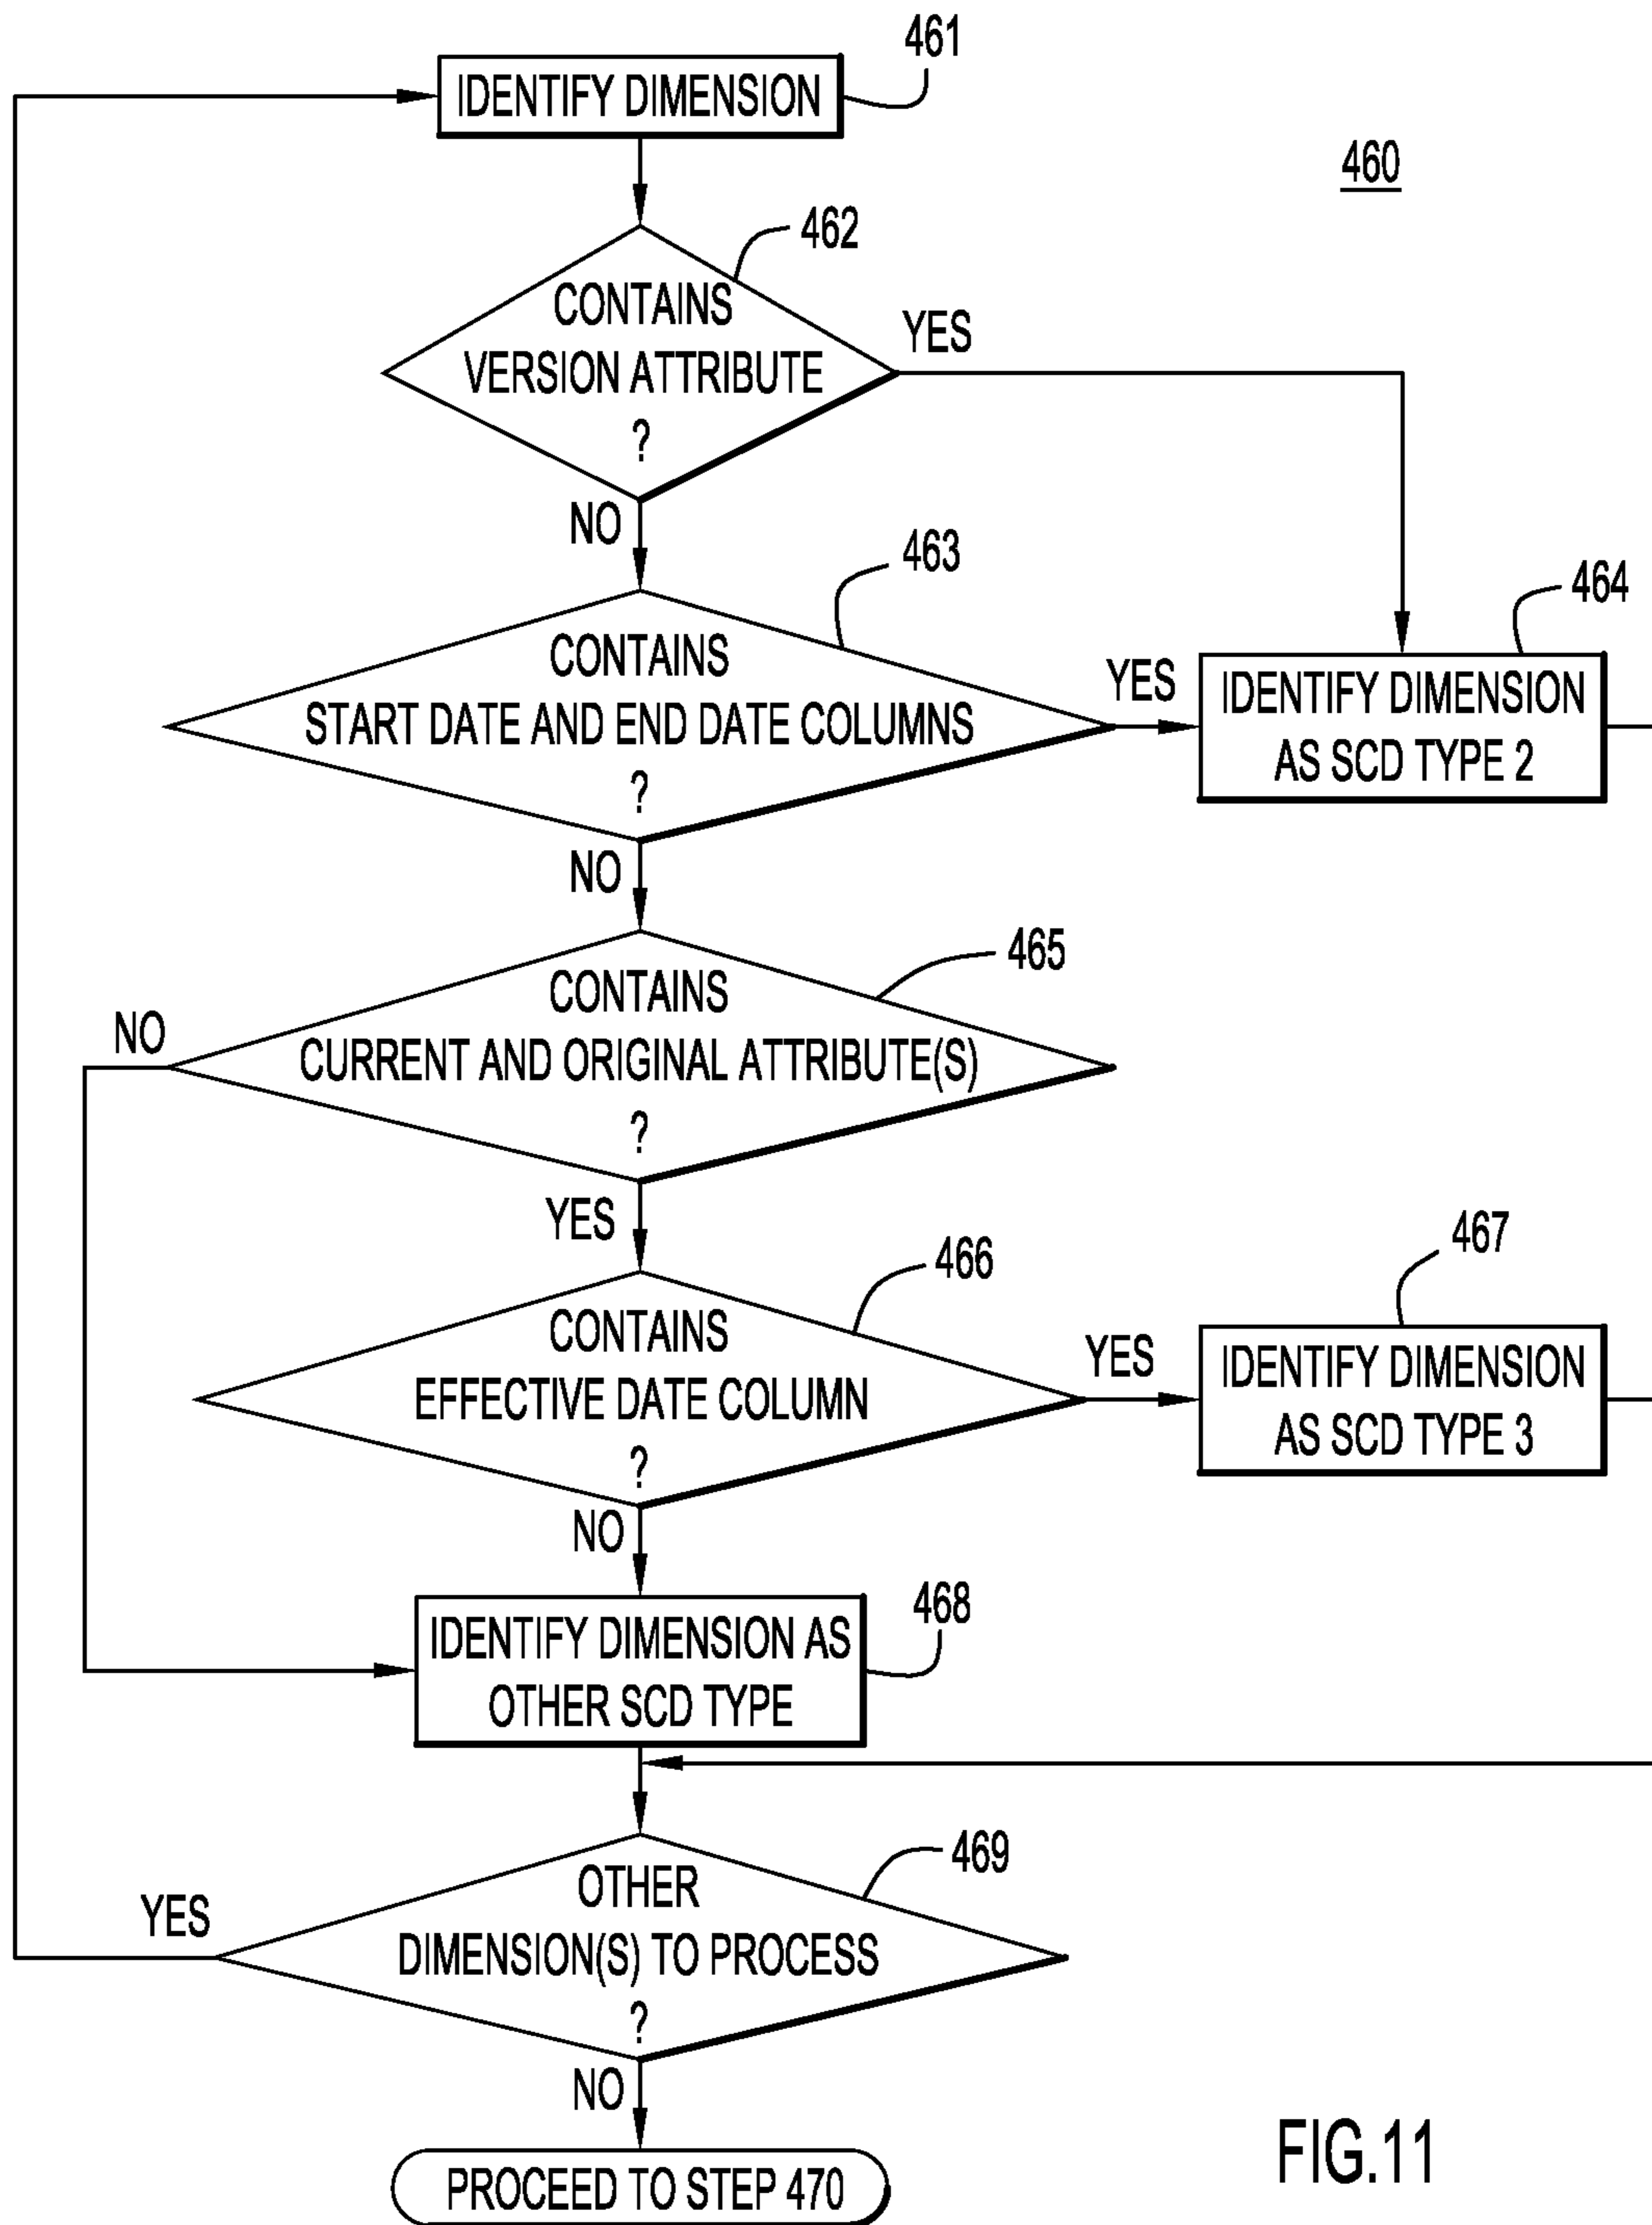 461
IDENTIFY DIMENSION
460
462
CONTAINS
VERSION ATTRIBUTE
?
YES
NO
463
CONTAINS
START DATE AND END DATE COLUMNS
?
YES
464
IDENTIFY DIMENSION
AS SCD TYPE 2
NO
465
CONTAINS
CURRENT AND ORIGINAL ATTRIBUTE(S)
?
NO
YES
466
CONTAINS
EFFECTIVE DATE COLUMN
?
YES
467
IDENTIFY DIMENSION
AS SCD TYPE 3
NO
468
IDENTIFY DIMENSION AS
OTHER SCD TYPE
469
OTHER
DIMENSION(S) TO PROCESS
?
YES
NO
PROCEED TO STEP 470
FIG.11